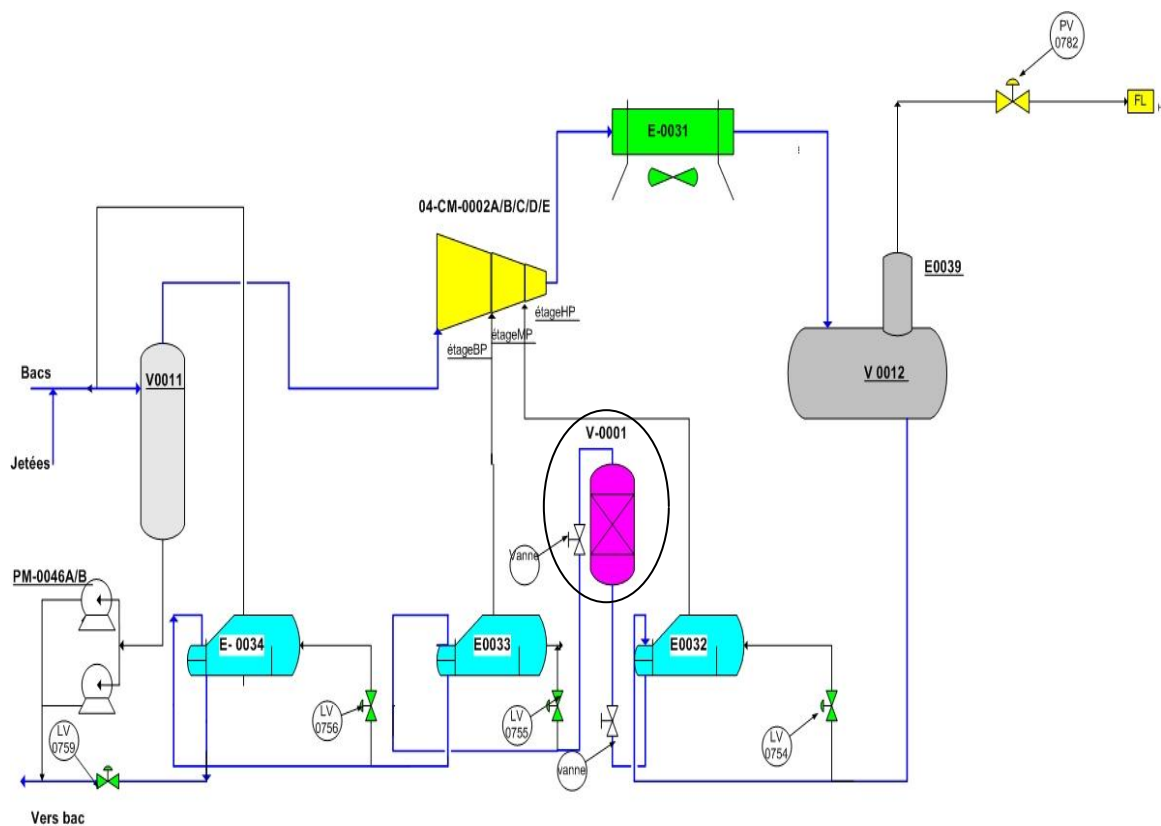 PV
0782
FL
E-0031
04-CM-0002A/B/C/D/E
E0039
étageHP
étageMP
étageBP
Bacs
V0011
V 0012
V-0001
Jetées
Vanne
PM-0046A/B
E- 0034
E0033
E0032
LV
0756
LV
0755
LV
0754
LV
0759
vanne
Vers bac